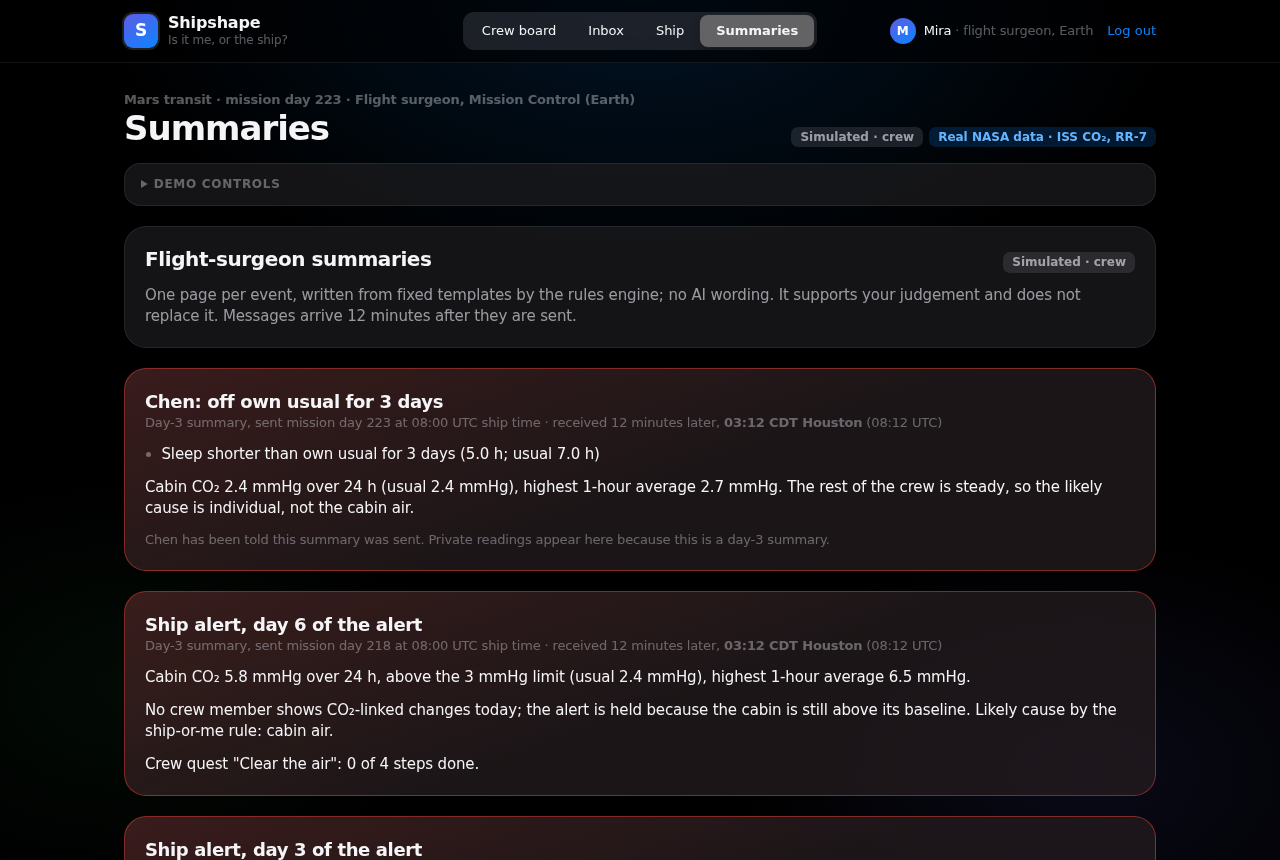 S
Shipshape
Is it me, or the ship?
Crew board
Inbox
Ship
Summaries
M
Mira · flight surgeon, Earth
Log out
Mars transit · mission day 223 · Flight surgeon, Mission Control (Earth)
Summaries
Simulated · crew
Real NASA data · ISS CO₂, RR-7
DEMO CONTROLS
Flight-surgeon summaries
Simulated · crew
One page per event, written from fixed templates by the rules engine; no AI wording. It supports your judgement and does not
replace it. Messages arrive 12 minutes after they are sent.
Chen: off own usual for 3 days
Day-3 summary, sent mission day 223 at 08:00 UTC ship time · received 12 minutes later, 03:12 CDT Houston (08:12 UTC)
Sleep shorter than own usual for 3 days (5.0 h; usual 7.0 h)
Cabin CO₂ 2.4 mmHg over 24 h (usual 2.4 mmHg), highest 1-hour average 2.7 mmHg. The rest of the crew is steady, so the likely
cause is individual, not the cabin air.
Chen has been told this summary was sent. Private readings appear here because this is a day-3 summary.
Ship alert, day 6 of the alert
Day-3 summary, sent mission day 218 at 08:00 UTC ship time · received 12 minutes later, 03:12 CDT Houston (08:12 UTC)
Cabin CO₂ 5.8 mmHg over 24 h, above the 3 mmHg limit (usual 2.4 mmHg), highest 1-hour average 6.5 mmHg.
No crew member shows CO₂-linked changes today; the alert is held because the cabin is still above its baseline. Likely cause by the
ship-or-me rule: cabin air.
Crew quest "Clear the air": 0 of 4 steps done.
Ship alert, day 3 of the alert